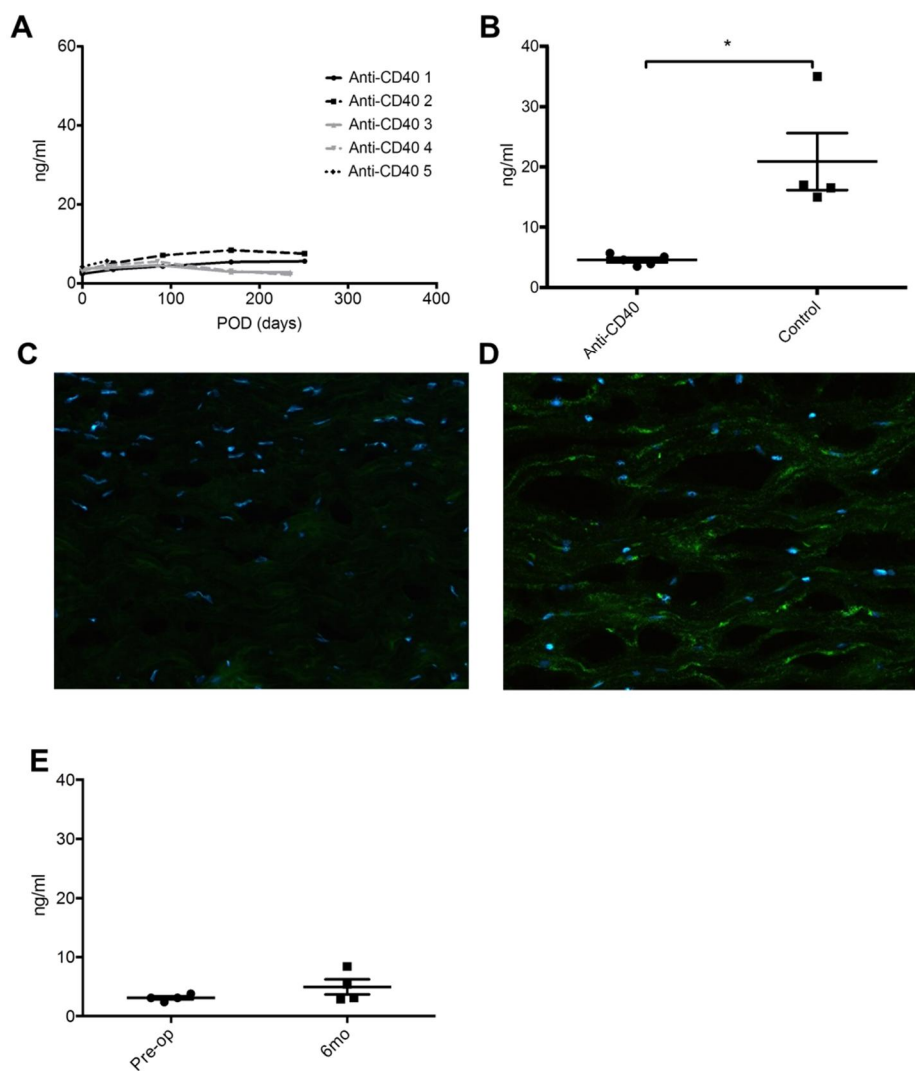 A
60
40
20
0
ng/ml
0 100 200 300 400
POD (days)
Anti-CD40 1
Anti-CD40 2
Anti-CD40 3
Anti-CD40 4
Anti-CD40 5
B
40
30
20
10
0
ng/ml
*
Anti-CD40
Control
C
D
E
40
30
20
10
0
ng/ml
Pre-op
6mo